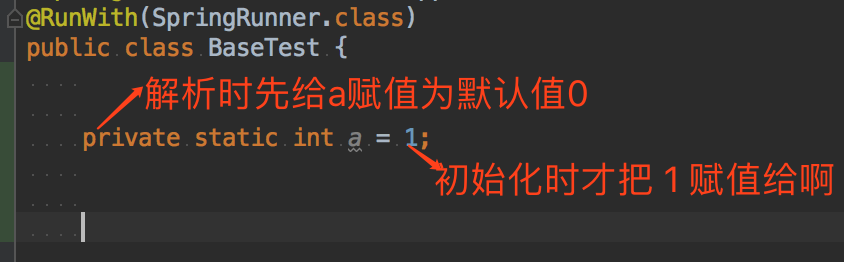 @RunWith(SpringRunner.class)
public class BaseTest {
解析时先给a赋值为默认值0
private static int a = 1;
初始化时才把 1 赋值给啊